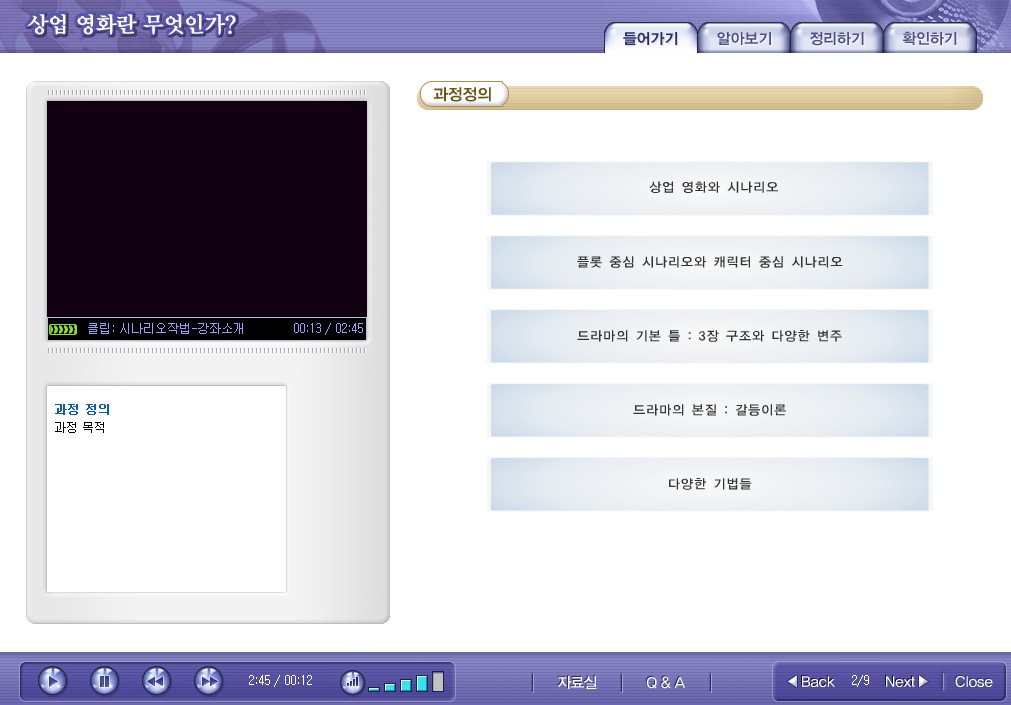 상업 영화란 무엇인가?
들어가기
알아보기
정리하기
확인하기
과정정의
상업 영화와 시나리오
플롯 중심 시나리오와 캐릭터 중심 시나리오
드라마의 기본 틀 : 3장 구조와 다양한 변주
드라마의 본질 : 갈등이론
다양한 기법들
클립: 시나리오작법-강좌소개 00:13 / 02:45
과정 정의
과정 목적
2:45 / 00:12
자료실
Q & A
Back 2/9 Next
Close